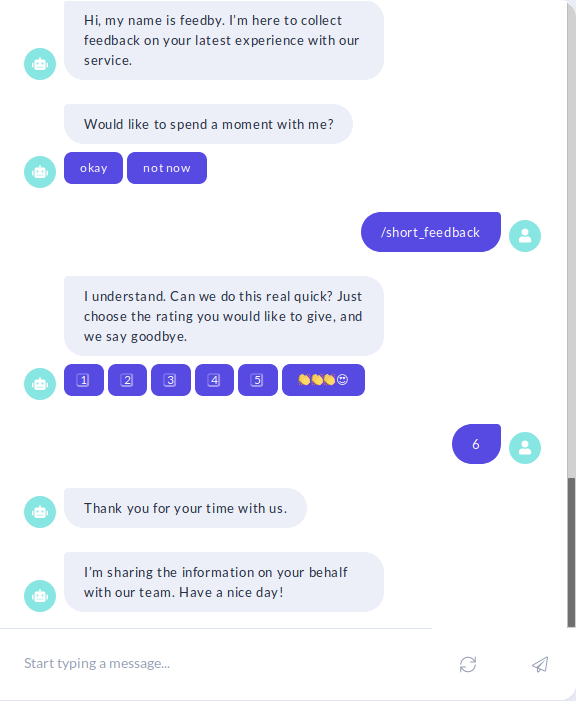 Hi, my name is feedby. I'm here to collect
feedback on your latest experience with our
service.
Would like to spend a moment with me?
okay not now
/short_feedback
I understand. Can we do this real quick? Just
choose the rating you would like to give, and
we say goodbye.
1 2 3 4 5 👏👏👏😍
6
Thank you for your time with us.
I'm sharing the information on your behalf
with our team. Have a nice day!
Start typing a message...